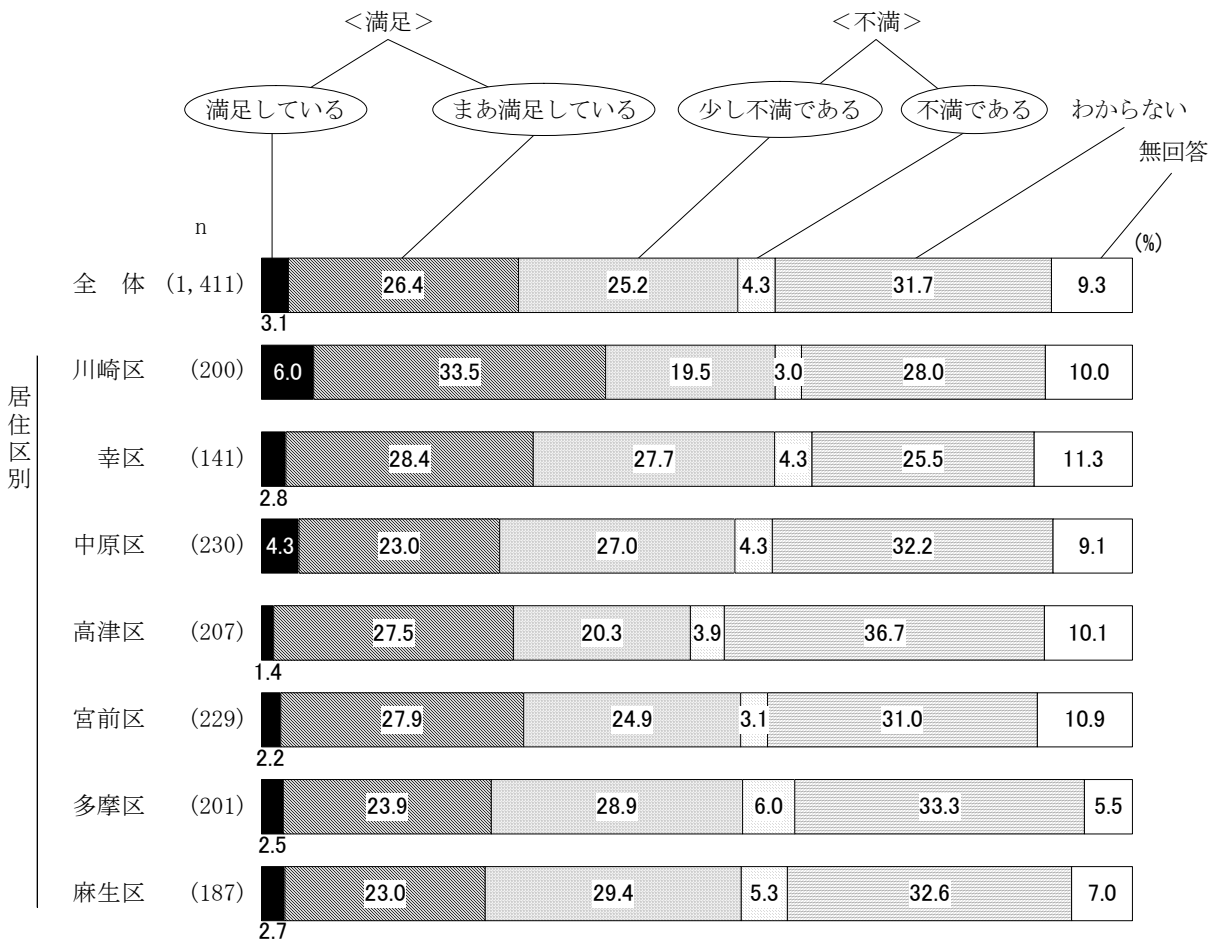 ＜満足＞ ＜不満＞
満足している まあ満足している 少し不満である 不満である わからない
無回答
n
(%)
全　体 (1,411) 26.4 25.2 4.3 31.7 9.3
3.1
川崎区 (200) 6.0 33.5 19.5 3.0 28.0 10.0
居住区別
幸区 (141) 28.4 27.7 4.3 25.5 11.3
2.8
中原区 (230) 4.3 23.0 27.0 4.3 32.2 9.1
高津区 (207) 27.5 20.3 3.9 36.7 10.1
1.4
宮前区 (229) 27.9 24.9 3.1 31.0 10.9
2.2
多摩区 (201) 23.9 28.9 6.0 33.3 5.5
2.5
麻生区 (187) 23.0 29.4 5.3 32.6 7.0
2.7